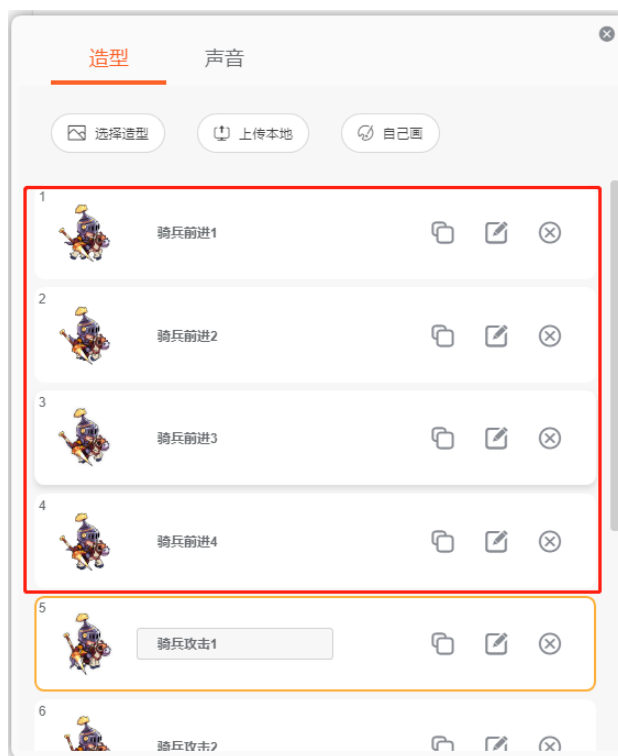 造型 声音
选择造型 上传本地 自己画
1
骑兵前进1
2
骑兵前进2
3
骑兵前进3
4
骑兵前进4
5
骑兵攻击1
6
骑兵攻击2